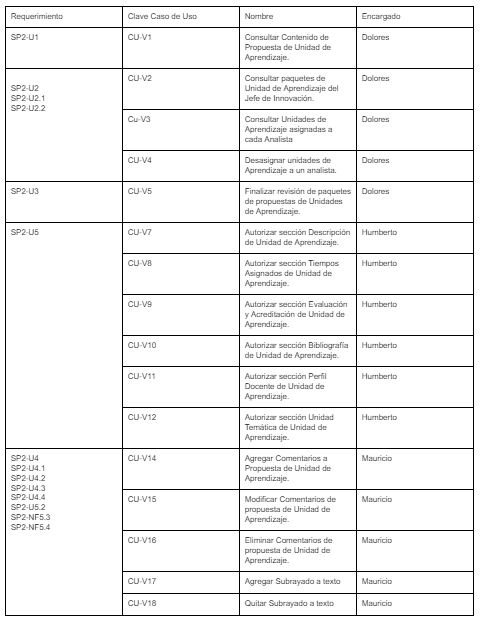 Requerimiento Clave Caso de Uso Nombre Encargado
SP2-U1 CU-V1 Consultar Contenido de Dolores
Propuesta de Unidad de
Aprendizaje.
CU-V2 Consultar paquetes de Dolores
SP2-U2 Unidad de Aprendizaje del
SP2-U2.1 Jefe de Innovación.
SP2-U2.2
Cu-V3 Consultar Unidades de Dolores
Aprendizaje asignadas a
cada Analista
CU-V4 Desasignar unidades de Dolores
Aprendizaje a un analista.
SP2-U3 CU-V5 Finalizar revisión de paquetes Dolores
de propuestas de Unidades
de Aprendizaje.
SP2-U5 CU-V7 Autorizar sección Descripción Humberto
de Unidad de Aprendizaje.
CU-V8 Autorizar sección Tiempos Humberto
Asignados de Unidad de
Aprendizaje.
CU-V9 Autorizar sección Evaluación Humberto
y Acreditación de Unidad de
Aprendizaje.
CU-V10 Autorizar sección Bibliografía Humberto
de Unidad de Aprendizaje.
CU-V11 Autorizar sección Perfil Humberto
Docente de Unidad de
Aprendizaje.
CU-V12 Autorizar sección Unidad Humberto
Temática de Unidad de
Aprendizaje.
SP2-U4 CU-V14 Agregar Comentarios a Mauricio
SP2-U4.1 Propuesta de Unidad de
SP2-U4.2 Aprendizaje.
SP2-U4.3
SP2-U4.4 CU-V15 Modificar Comentarios de Mauricio
SP2-U5.2 propuesta de Unidad de
SP2-NF5.3 Aprendizaje.
SP2-NF5.4
CU-V16 Eliminar Comentarios de Mauricio
propuesta de Unidad de
Aprendizaje.
CU-V17 Agregar Subrayado a texto Mauricio
CU-V18 Quitar Subrayado a texto Mauricio